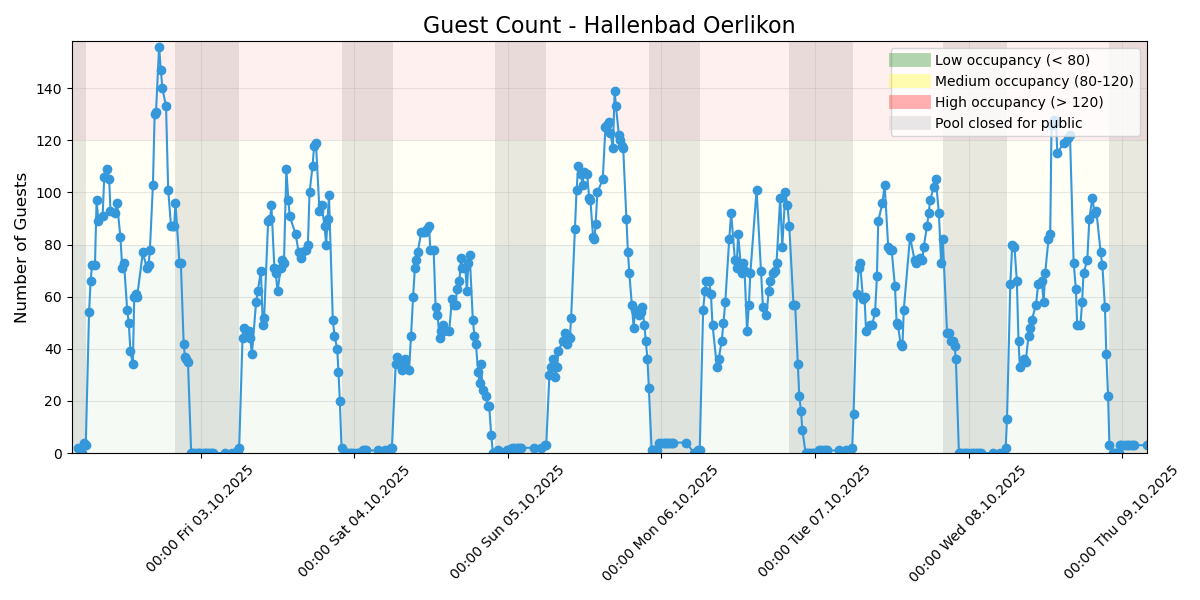 Guest Count - Hallenbad Oerlikon
Number of Guests
140
120
100
80
60
40
20
0
Low occupancy (< 80)
Medium occupancy (80-120)
High occupancy (> 120)
Pool closed for public
00:00 Fri 03.10.2025
00:00 Sat 04.10.2025
00:00 Sun 05.10.2025
00:00 Mon 06.10.2025
00:00 Tue 07.10.2025
00:00 Wed 08.10.2025
00:00 Thu 09.10.2025